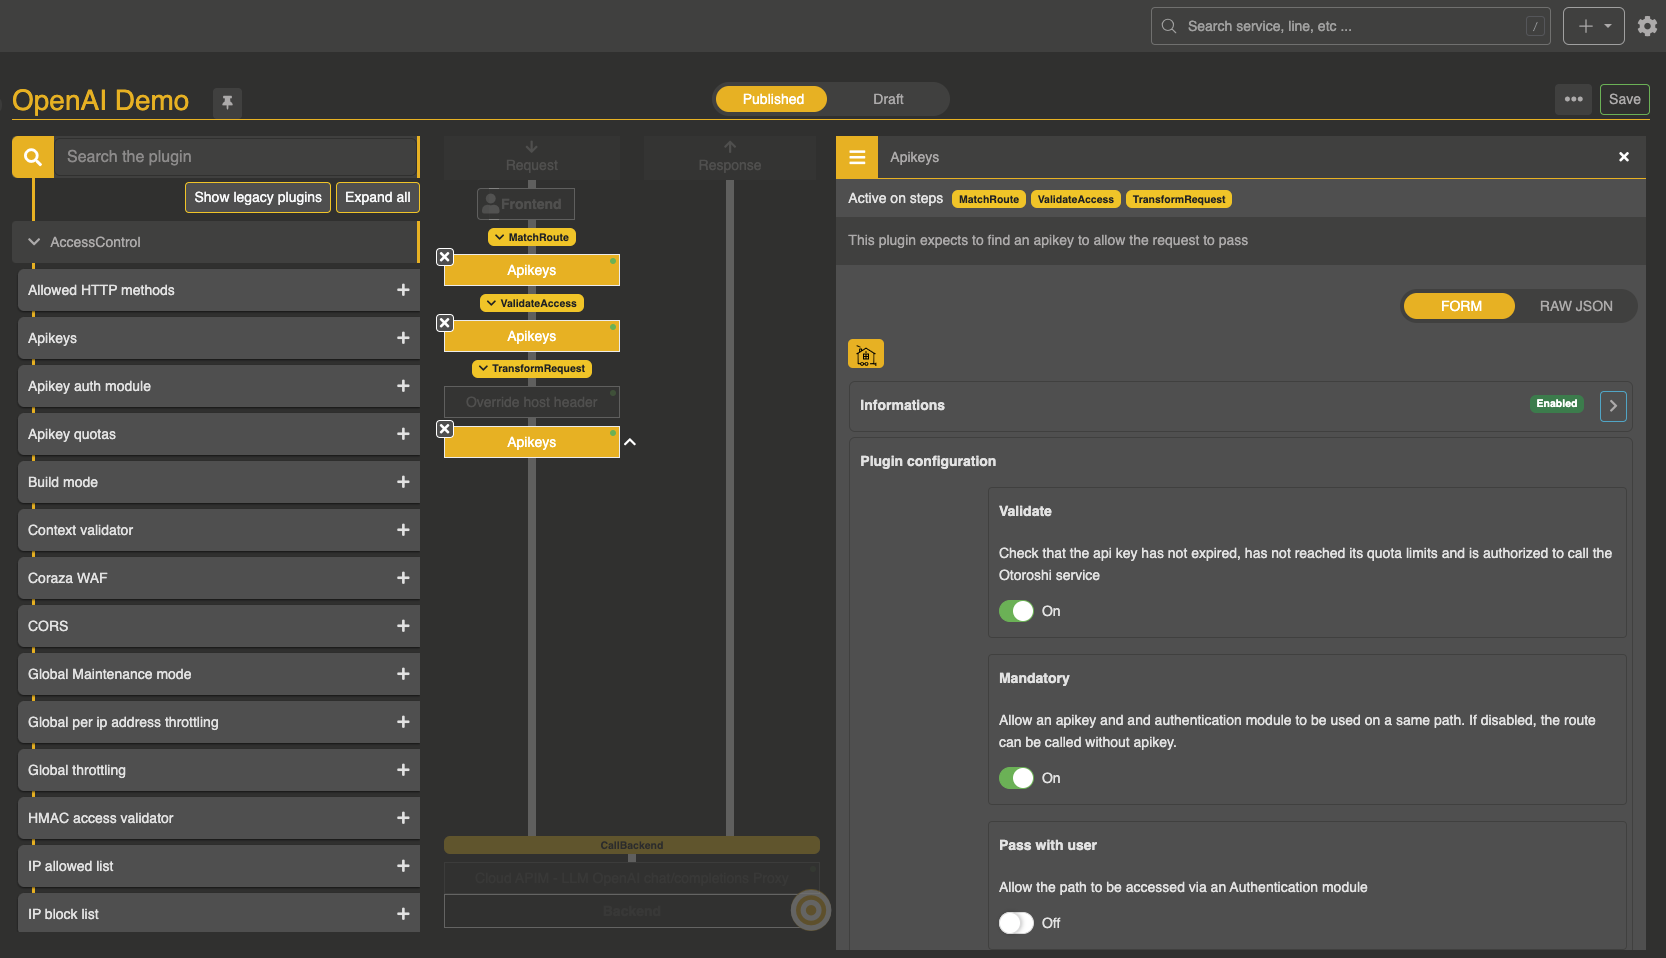 Search service, line, etc ...
/
OpenAI Demo
Published
Draft
Save
Search the plugin
Show legacy plugins
Expand all
AccessControl
Allowed HTTP methods
Apikeys
Apikey auth module
Apikey quotas
Build mode
Context validator
Coraza WAF
CORS
Global Maintenance mode
Global per ip address throttling
Global throttling
HMAC access validator
IP allowed list
IP block list
Request
Response
Frontend
MatchRoute
Apikeys
ValidateAccess
Apikeys
TransformRequest
Override host header
Apikeys
CallBackend
Cloud APIM - LLM OpenAI chat/completions Proxy
Backend
Apikeys
Active on steps MatchRoute ValidateAccess TransformRequest
This plugin expects to find an apikey to allow the request to pass
FORM
RAW JSON
Informations
Enabled
Plugin configuration
Validate
Check that the api key has not expired, has not reached its quota limits and is authorized to call the
Otoroshi service
On
Mandatory
Allow an apikey and and authentication module to be used on a same path. If disabled, the route
can be called without apikey.
On
Pass with user
Allow the path to be accessed via an Authentication module
Off